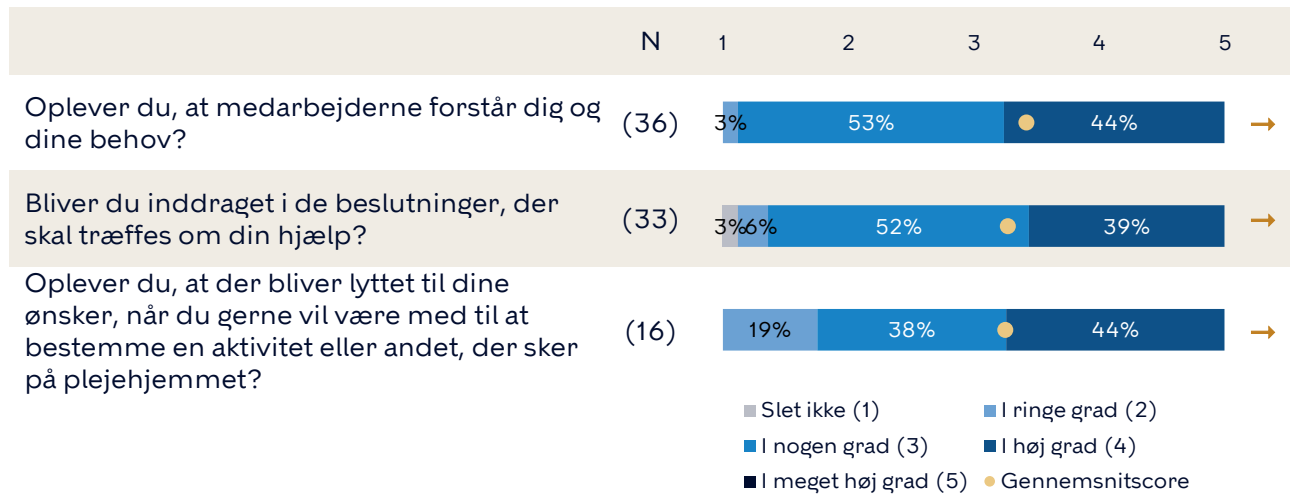 N 1 2 3 4 5
Oplever du, at medarbejderne forstår dig og
dine behov?
(36) 3% 53% 44% →
Bliver du inddraget i de beslutninger, der
skal træffes om din hjælp?
(33) 3% 6% 52% 39% →
Oplever du, at der bliver lyttet til dine
ønsker, når du gerne vil være med til at
bestemme en aktivitet eller andet, der sker
på plejehjemmet?
(16) 19% 38% 44% →
Slet ikke (1) I ringe grad (2)
I nogen grad (3) I høj grad (4)
I meget høj grad (5) Gennemsnitscore